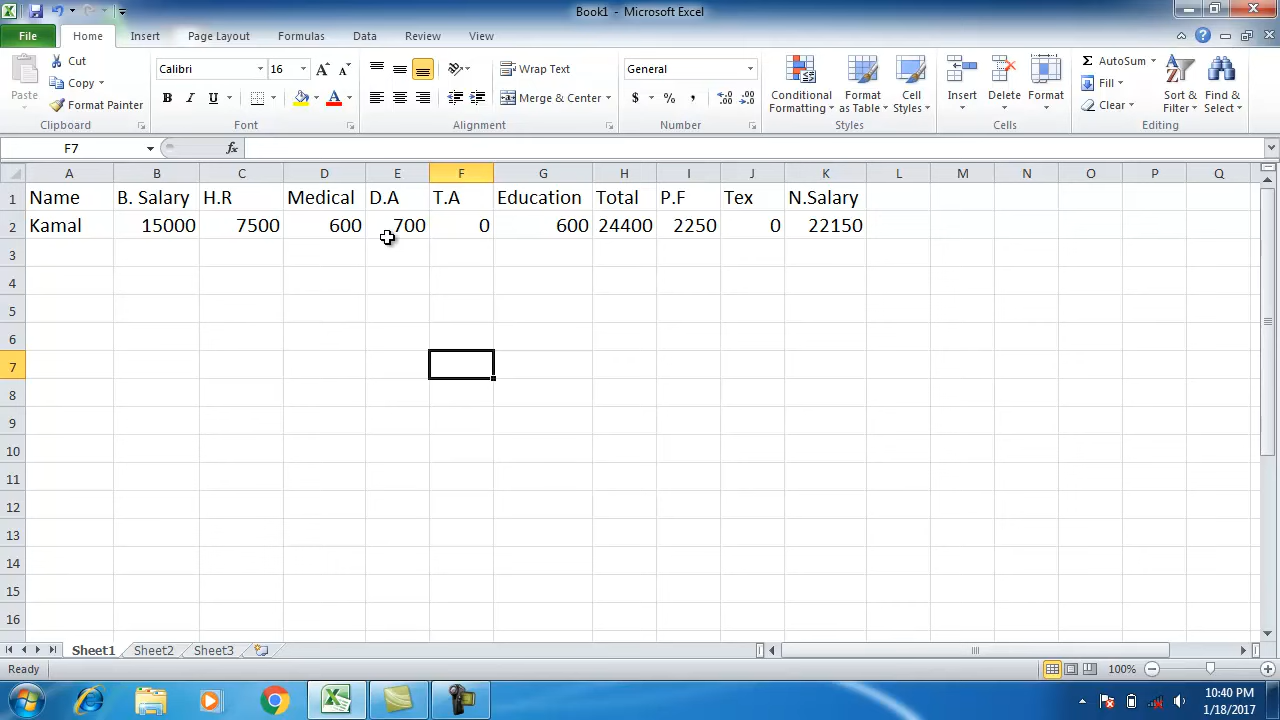 Book1 - Microsoft Excel
File Home Insert Page Layout Formulas Data Review View
Paste
Cut
Copy
Format Painter
Clipboard
Calibri 16 A A
B I U A
Font
Wrap Text
Merge & Center
Alignment
General
$ % ,
Number
Conditional Formatting
Format as Table
Cell Styles
Styles
Insert Delete Format
Cells
Σ AutoSum
Fill
Clear
Sort & Filter
Find & Select
Editing
F7 fx
A B C D E F G H I J K L M N O P Q
1 Name B. Salary H.R Medical D.A T.A Education Total P.F Tex N.Salary
2 Kamal 15000 7500 600 700 0 600 24400 2250 0 22150
3
4
5
6
7
8
9
10
11
12
13
14
15
16
Sheet1 Sheet2 Sheet3
Ready 100%
10:40 PM
1/18/2017